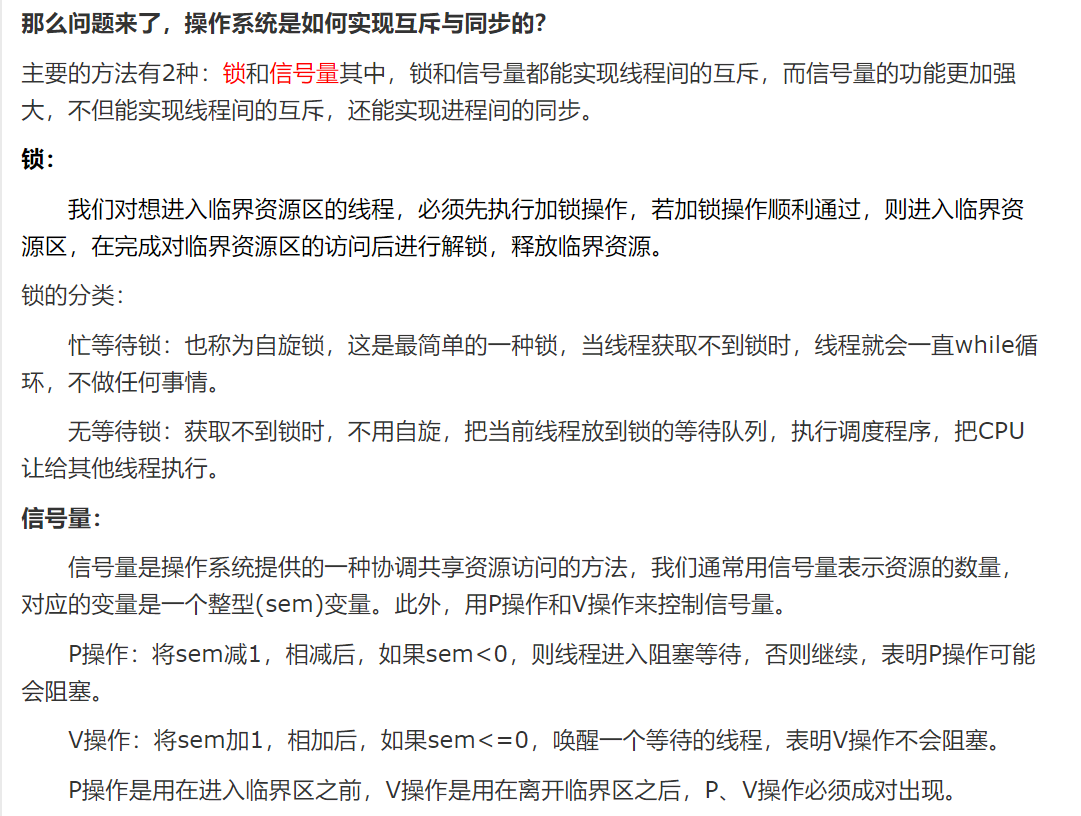 那么问题来了，操作系统是如何实现互斥与同步的?
主要的方法有2种：锁和信号量其中，锁和信号量都能实现线程间的互斥，而信号量的功能更加强
大，不但能实现线程间的互斥，还能实现进程间的同步。
锁：
我们对想进入临界资源区的线程，必须先执行加锁操作，若加锁操作顺利通过，则进入临界资
源区，在完成对临界资源区的访问后进行解锁，释放临界资源。
锁的分类：
忙等待锁：也称为自旋锁，这是最简单的一种锁，当线程获取不到锁时，线程就会一直while循
环，不做任何事情。
无等待锁：获取不到锁时，不用自旋，把当前线程放到锁的等待队列，执行调度程序，把CPU
让给其他线程执行。
信号量：
信号量是操作系统提供的一种协调共享资源访问的方法，我们通常用信号量表示资源的数量，
对应的变量是一个整型(sem)变量。此外，用P操作和V操作来控制信号量。
P操作：将sem减1，相减后，如果sem<0，则线程进入阻塞等待，否则继续，表明P操作可能
会阻塞。
V操作：将sem加1，相加后，如果sem<=0，唤醒一个等待的线程，表明V操作不会阻塞。
P操作是用在进入临界区之前，V操作是用在离开临界区之后，P、V操作必须成对出现。